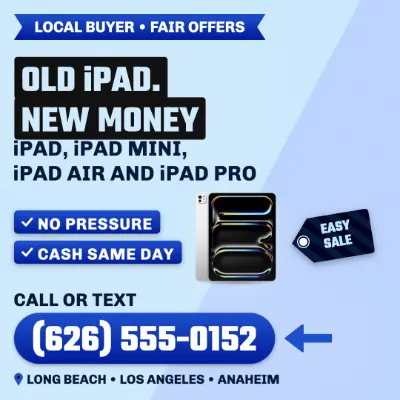 LOCAL BUYER • FAIR OFFERS
OLD iPAD.
NEW MONEY
iPAD, iPAD MINI,
iPAD AIR AND iPAD PRO
NO PRESSURE
CASH SAME DAY
EASY
SALE
CALL OR TEXT
(626) 555-0152
LONG BEACH • LOS ANGELES • ANAHEIM